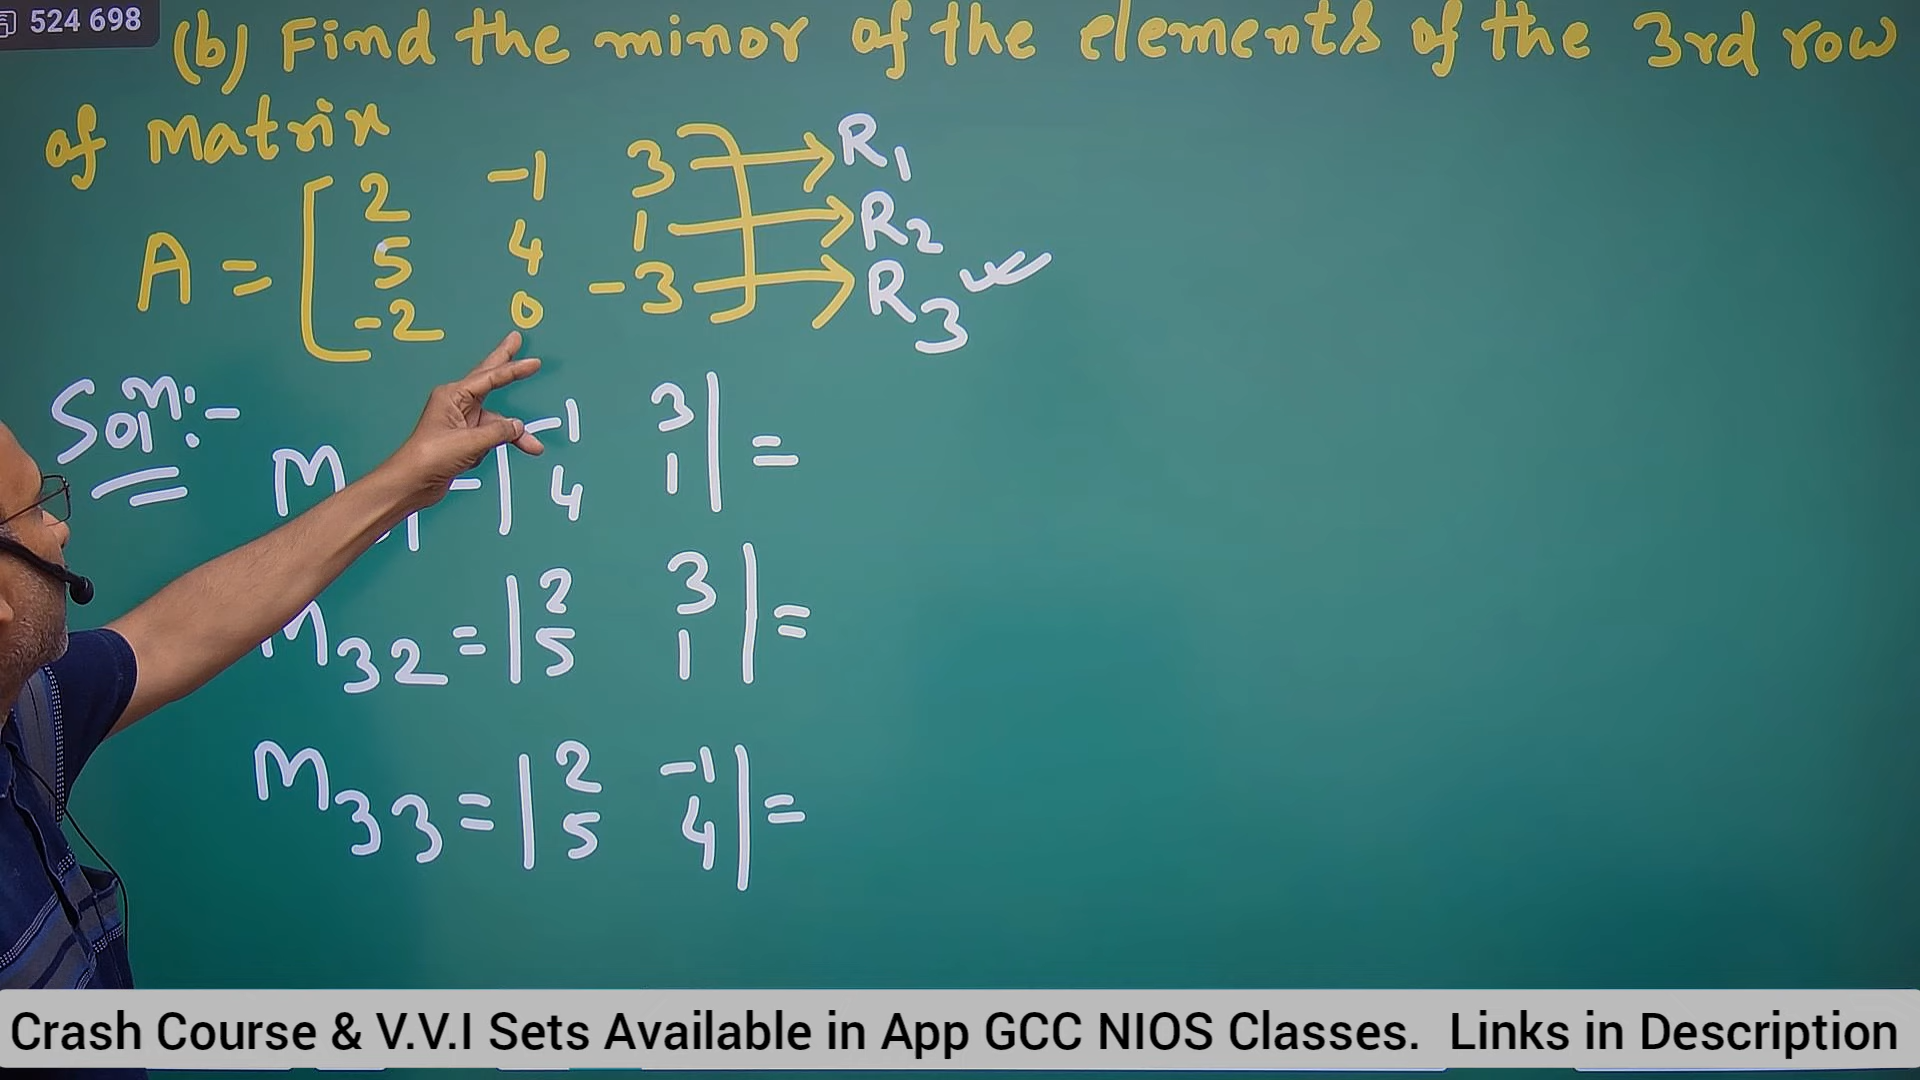 524 698
(b) Find the minor of the elements of the 3rd row
of Matrix
2 -1 3 → R1
A = [ 5 4 1 ] → R2
-2 0 -3 → R3 ✓
Soln:-
M = | -1 3 | =
4 1
M32 = | 2 3 | =
5 1
M33 = | 2 -1 | =
5 4
Crash Course & V.V.I Sets Available in App GCC NIOS Classes. Links in Description